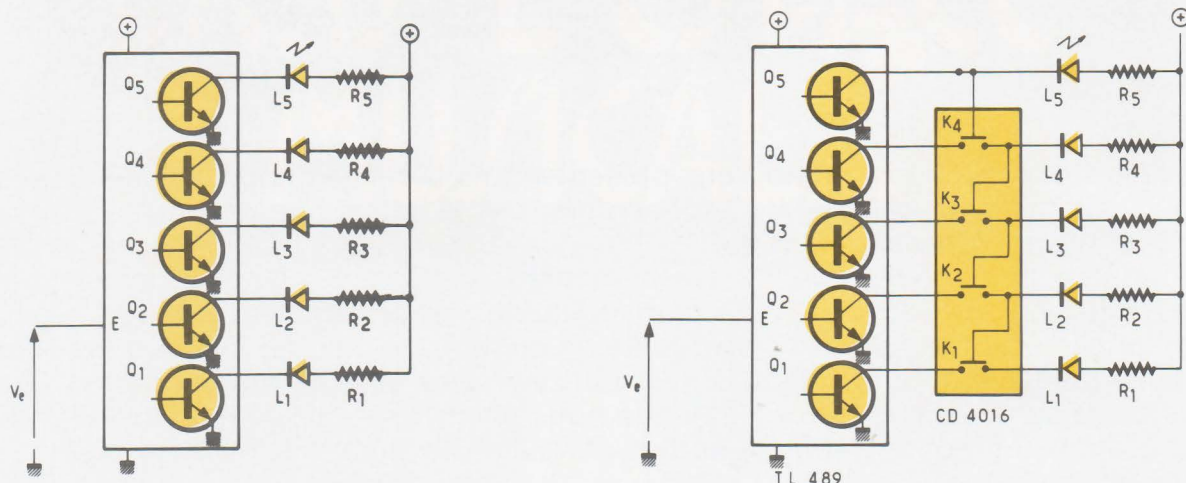 +
+
Q5
L5
R5
Q4
L4
R4
Q3
L3
R3
Q2
E
L2
R2
Q1
L1
R1
Ve
+
+
Q5
L5
R5
K4
Q4
L4
R4
K3
Q3
L3
R3
K2
Q2
E
L2
R2
K1
Q1
L1
R1
Ve
CD 4016
TL 489